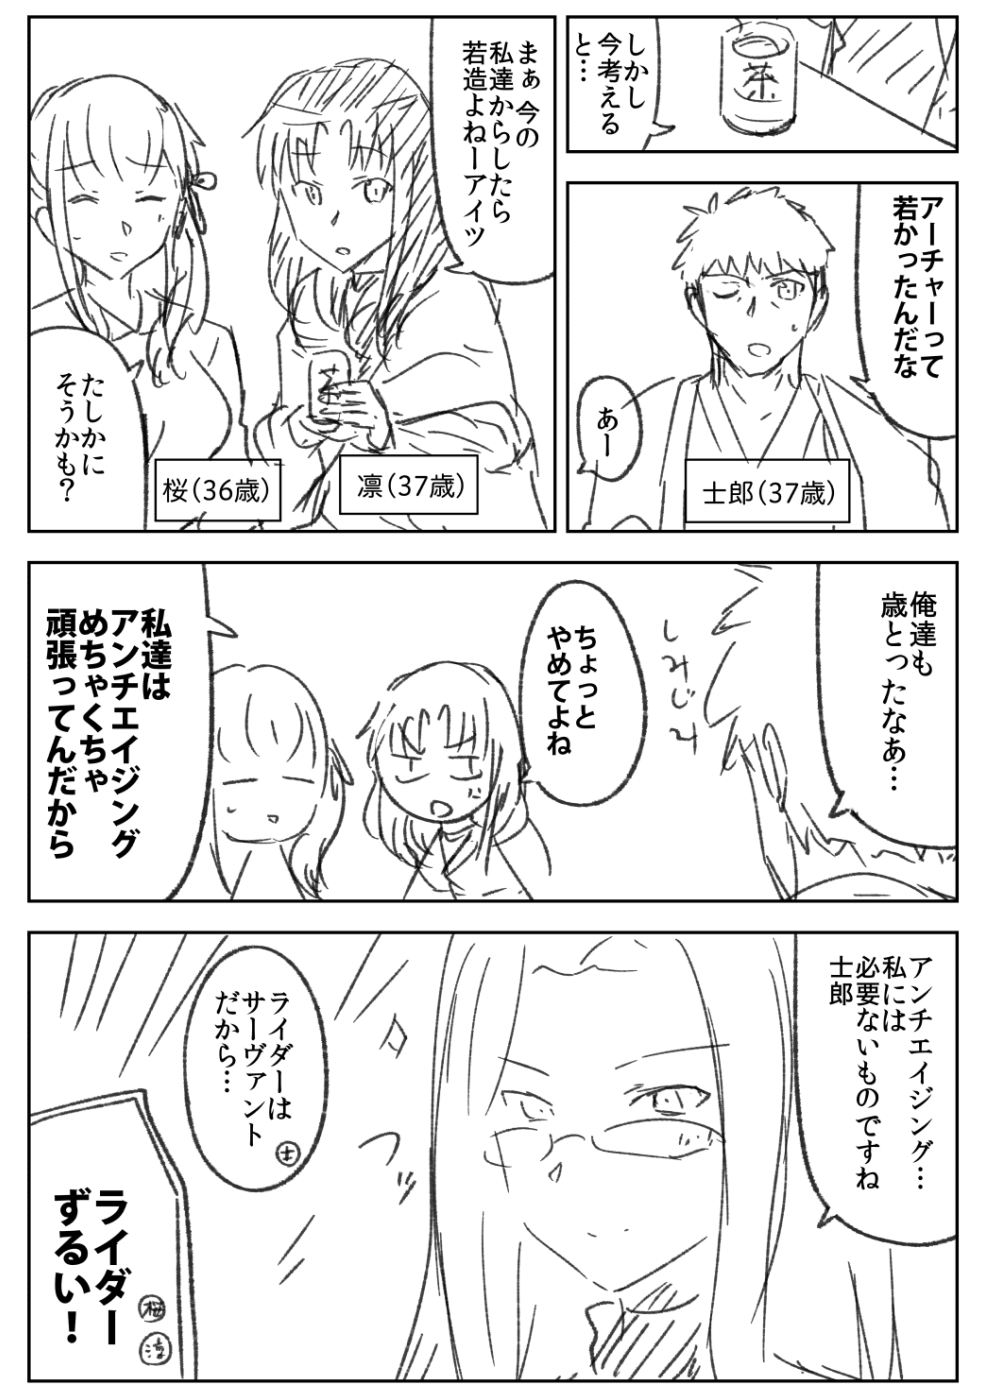 しかし
今考える
と…
茶
アーチャーって
若かったんだな
あー
士郎（37歳）
まぁ 今の
私達からしたら
若造よねーアイツ
茶
凛（37歳）
たしかに
そうかも？
桜（36歳）
俺達も
歳とったなあ…
しみじみ
ちょっと
やめてよね
私達は
アンチエイジング
めちゃくちゃ
頑張ってんだから
アンチエイジング…
私には
必要ないものですね
士郎
ライダーは
サーヴァント
だから…
士
フッ
ライダー
ずるい！
桜
凛